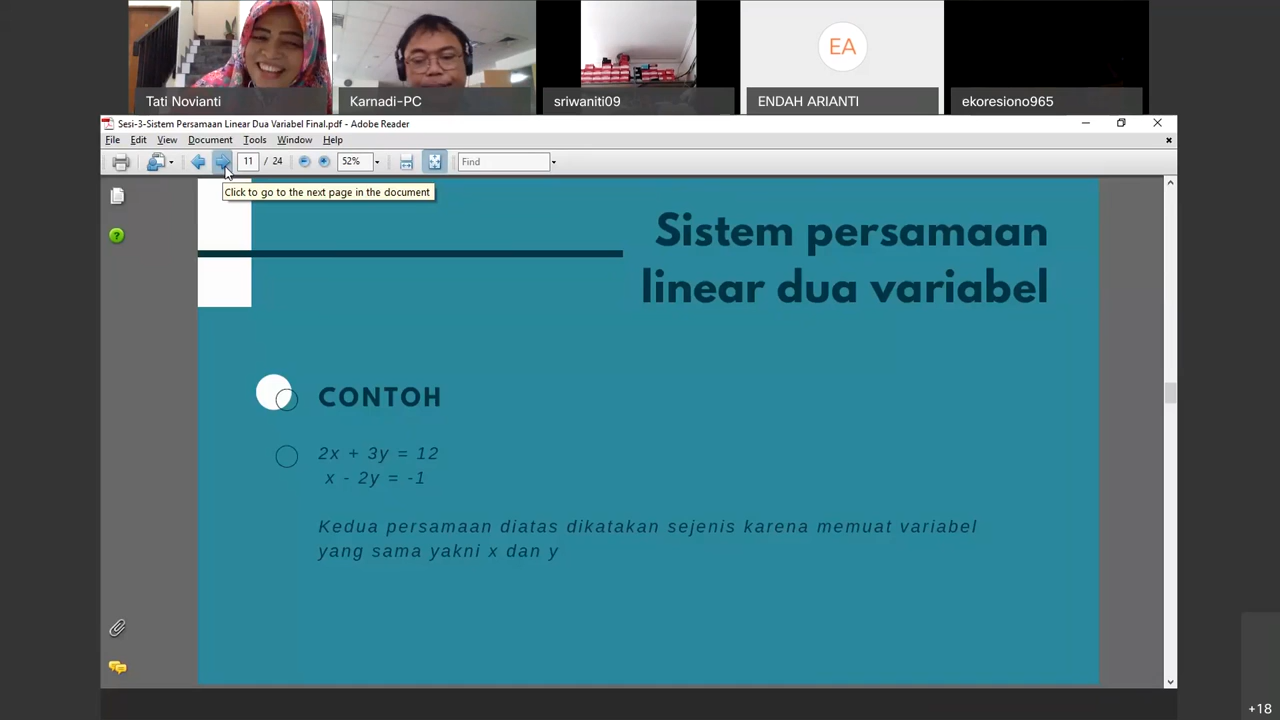 EA
Tati Novianti
Karnadi-PC
sriwaniti09
ENDAH ARIANTI
ekoresiono965
Sesi-3-Sistem Persamaan Linear Dua Variabel Final.pdf - Adobe Reader
File Edit View Document Tools Window Help
11 / 24 52% Find
Click to go to the next page in the document
Sistem persamaan
linear dua variabel
CONTOH
2x + 3y = 12
x - 2y = -1
Kedua persamaan diatas dikatakan sejenis karena memuat variabel
yang sama yakni x dan y
+18